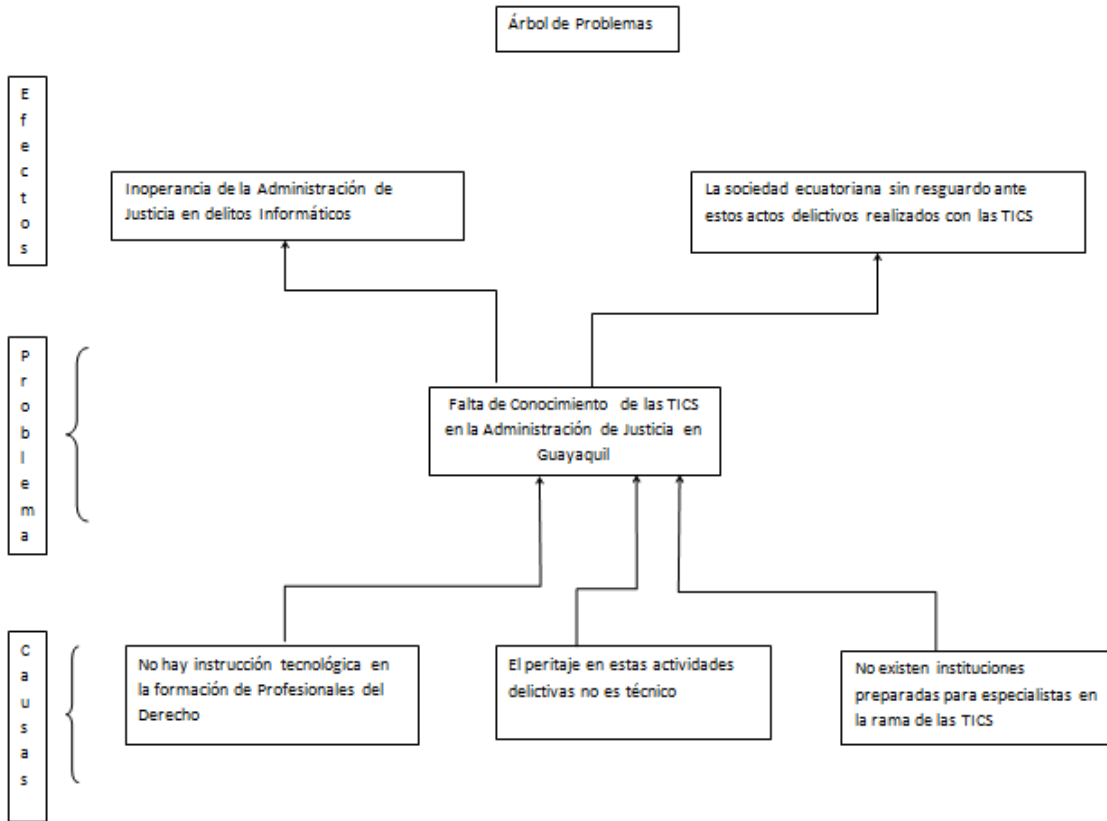 Árbol de Problemas
Efectos
Inoperancia de la Administración de
Justicia en delitos Informáticos
La sociedad ecuatoriana sin resguardo ante
estos actos delictivos realizados con las TICS
Problema
Falta de Conocimiento de las TICS
en la Administración de Justicia en
Guayaquil
Causas
No hay instrucción tecnológica en
la formación de Profesionales del
Derecho
El peritaje en estas actividades
delictivas no es técnico
No existen instituciones
preparadas para especialistas en
la rama de las TICS